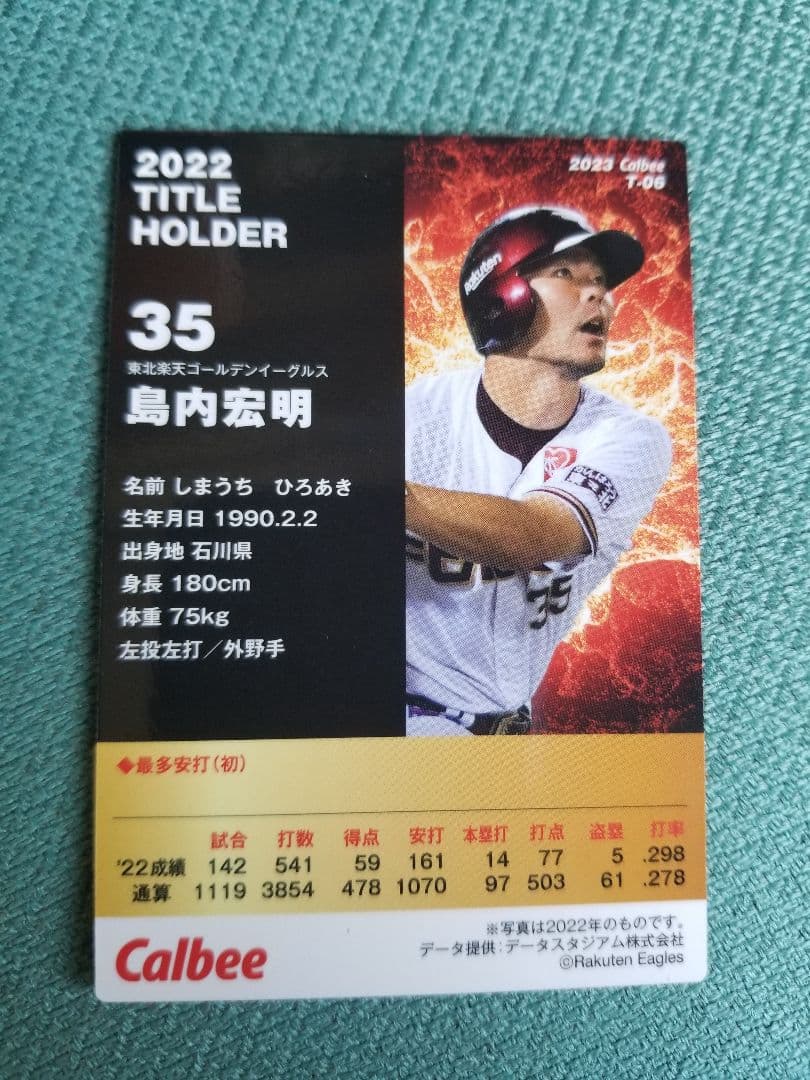 2022
TITLE
HOLDER
2023 Calbee
T-06
Rakuten
35
東北楽天ゴールデンイーグルス
島内宏明
名前 しまうち ひろあき
生年月日 1990.2.2
出身地 石川県
身長 180cm
体重 75kg
左投左打/外野手
35
◆最多安打(初)
試合 打数 得点 安打 本塁打 打点 盗塁 打率
'22成績 142 541 59 161 14 77 5 .298
通算 1119 3854 478 1070 97 503 61 .278
※写真は2022年のものです。
データ提供:データスタジアム株式会社
©Rakuten Eagles
Calbee